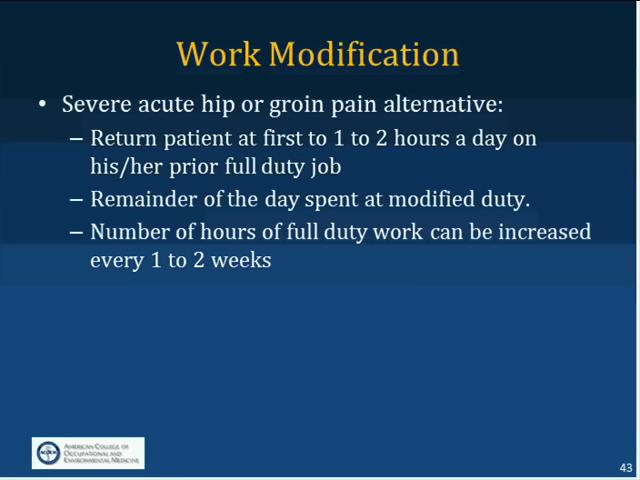 Work Modification
• Severe acute hip or groin pain alternative:
– Return patient at first to 1 to 2 hours a day on
his/her prior full duty job
– Remainder of the day spent at modified duty.
– Number of hours of full duty work can be increased
every 1 to 2 weeks
American College of
Occupational and
Environmental Medicine
43